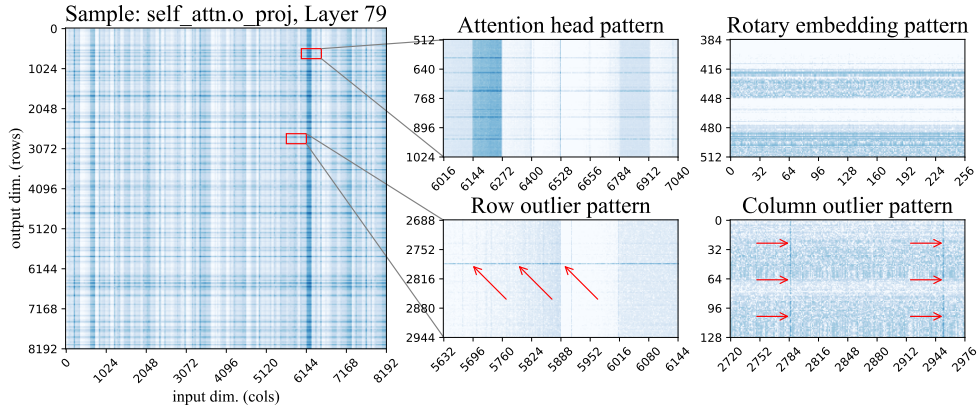 Sample: self_attn.o_proj, Layer 79
0
1024
2048
3072
4096
5120
6144
7168
8192
output dim. (rows)
0 1024 2048 3072 4096 5120 6144 7168 8192
input dim. (cols)
Attention head pattern
512
640
768
896
1024
6016 6144 6272 6400 6528 6656 6784 6912 7040
Rotary embedding pattern
384
416
448
480
512
0 32 64 96 128 160 192 224 256
Row outlier pattern
2688
2752
2816
2880
2944
5632 5696 5760 5824 5888 5952 6016 6080 6144
Column outlier pattern
0
32
64
96
128
2720 2752 2784 2816 2848 2880 2912 2944 2970